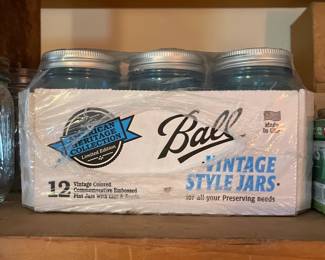 AMERICAN
HERITAGE
COLLECTION
Limited Edition
Ball
Made
In USA
VINTAGE
STYLE JARS
for all your Preserving needs
12 Vintage Colored
Commemorative Embossed
Pint Jars with Lids & Bands